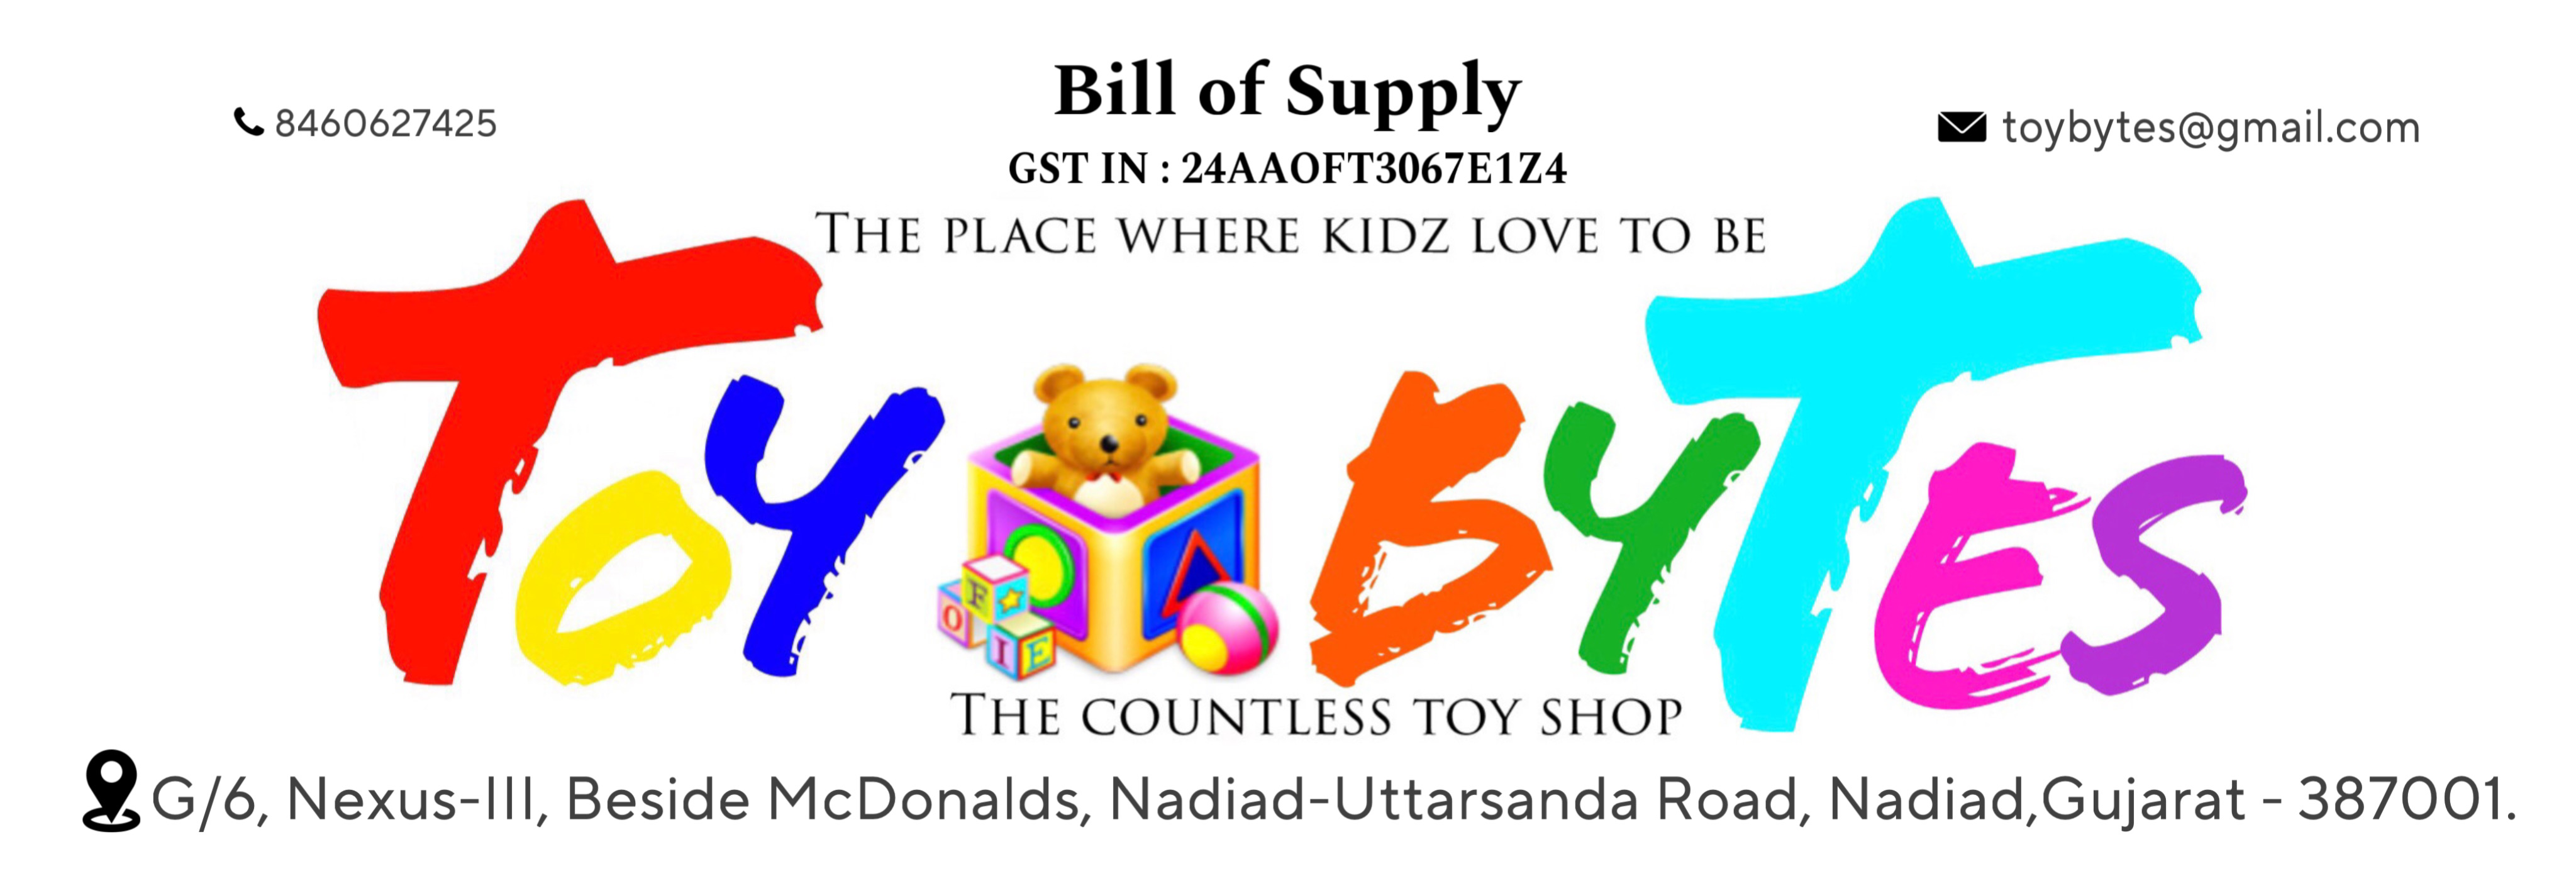 Bill of Supply
8460627425
toybytes@gmail.com
GST IN : 24AAOFT3067E1Z4
THE PLACE WHERE KIDZ LOVE TO BE
TOY BYTES
F
O
I E
THE COUNTLESS TOY SHOP
G/6, Nexus-III, Beside McDonalds, Nadiad-Uttarsanda Road, Nadiad,Gujarat - 387001.